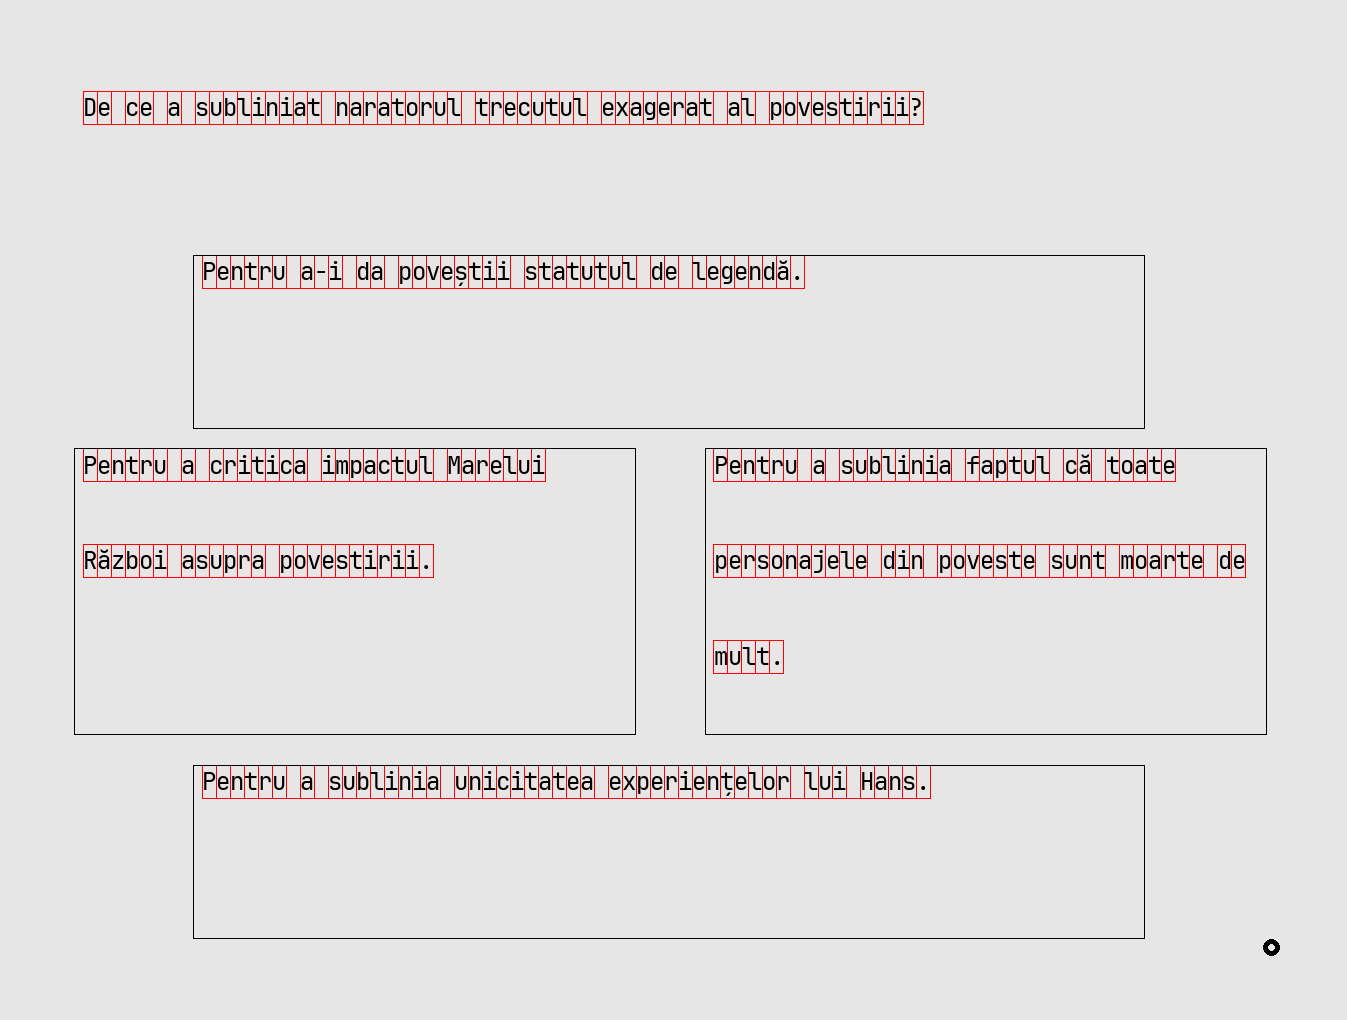 De ce a subliniat naratorul trecutul exagerat al povestirii?
Pentru a-i da poveștii statutul de legendă.
Pentru a critica impactul Marelui
Război asupra povestirii.
Pentru a sublinia faptul că toate
personajele din poveste sunt moarte de
mult.
Pentru a sublinia unicitatea experiențelor lui Hans.